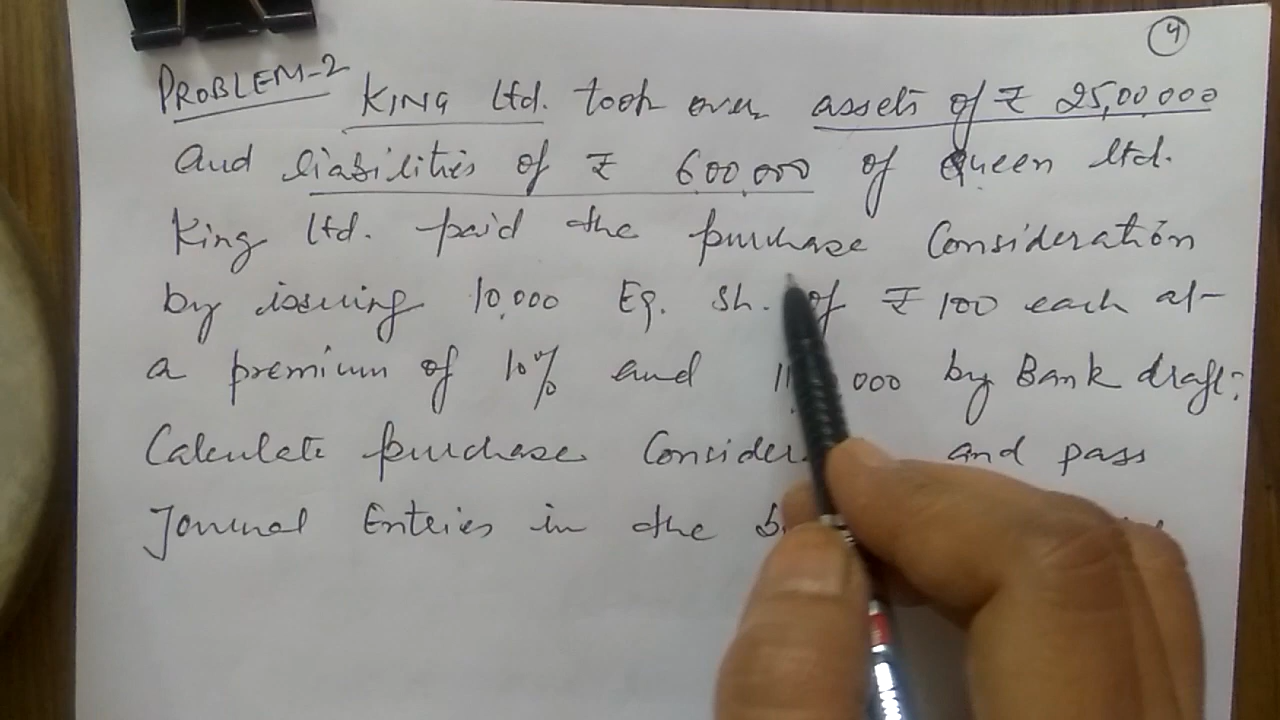 4
PROBLEM-2 KING Ltd. took over assets of ₹ 25,00,000
and liabilities of ₹ 600,000 of Queen ltd.
King ltd. paid the purchase Consideration
by issuing 10,000 Eq. Sh. of ₹ 100 each at
a premium of 10% and 000 by Bank draft.
Calculate purchase and pass
Journal Entries in the